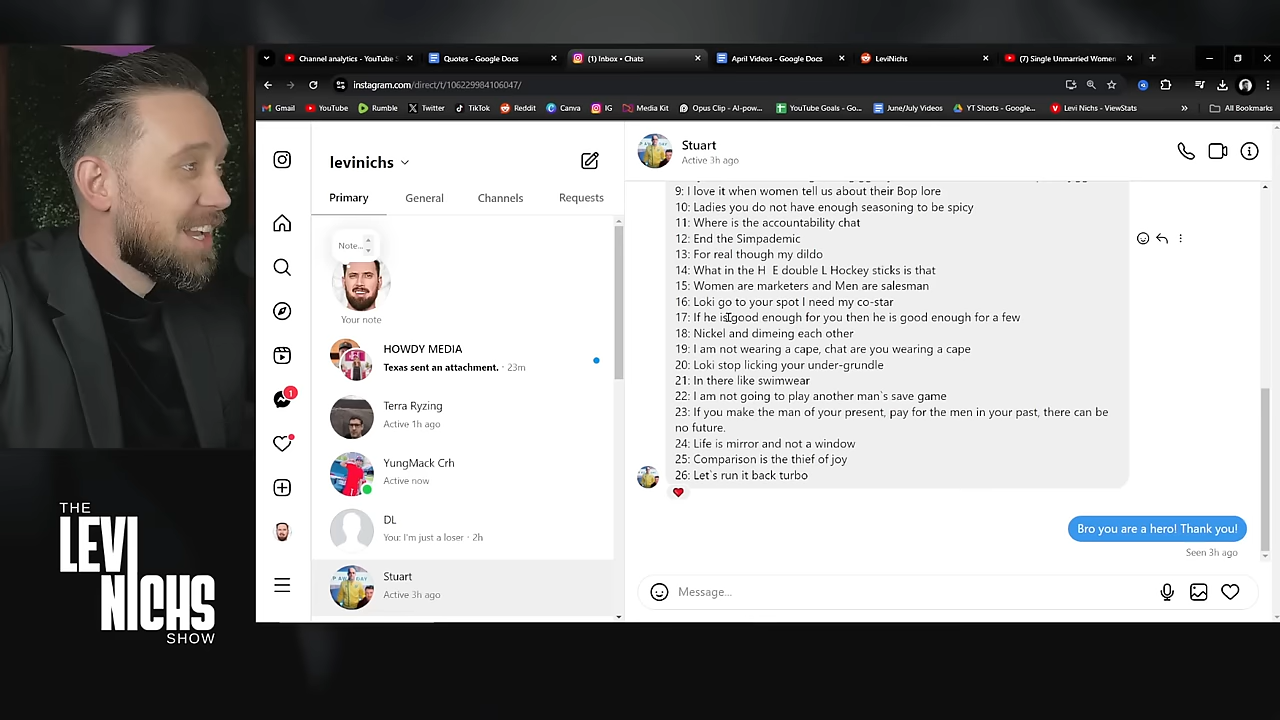 Channel analytics - YouTube S
Quotes - Google Docs
(1) Inbox • Chats
April Videos - Google Docs
LeviNichs
(7) Single Unmarried Women
instagram.com/direct/t/106229984106047/
Gmail
YouTube
Rumble
Twitter
TikTok
Reddit
Canva
IG
Media Kit
Opus Clip - AI-pow...
YouTube Goals - Go...
June/July Videos
YT Shorts - Google...
Levi Nichs - ViewStats
All Bookmarks
levinichs
Primary
General
Channels
Requests
Note...
Your note
HOWDY MEDIA
Texas sent an attachment. · 23m
Terra Ryzing
Active 1h ago
YungMack Crh
Active now
DL
You: I'm just a loser · 2h
Stuart
Active 3h ago
1
Stuart
Active 3h ago
9: I love it when women tell us about their Bop lore
10: Ladies you do not have enough seasoning to be spicy
11: Where is the accountability chat
12: End the Simpademic
13: For real though my dildo
14: What in the H E double L Hockey sticks is that
15: Women are marketers and Men are salesman
16: Loki go to your spot I need my co-star
17: If he is good enough for you then he is good enough for a few
18: Nickel and dimeing each other
19: I am not wearing a cape, chat are you wearing a cape
20: Loki stop licking your under-grundle
21: In there like swimwear
22: I am not going to play another man`s save game
23: If you make the man of your present, pay for the men in your past, there can be
no future.
24: Life is mirror and not a window
25: Comparison is the thief of joy
26: Let`s run it back turbo
Bro you are a hero! Thank you!
Seen 3h ago
Message...
THE
LEVI
NICHS
SHOW